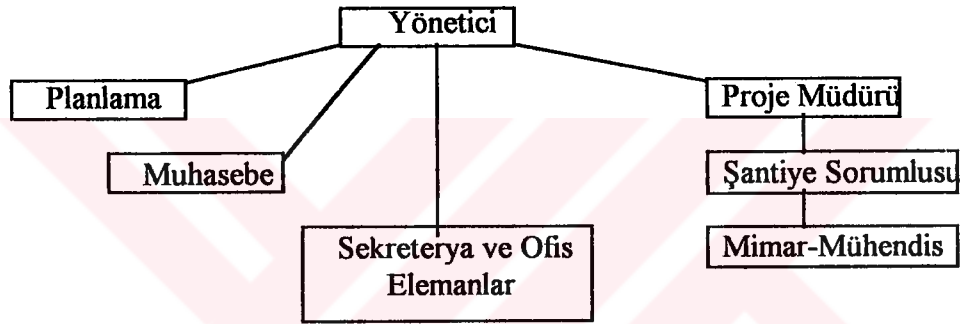 Yönetici
Planlama
Proje Müdürü
Muhasebe
Şantiye Sorumlusu
Sekreterya ve Ofis
Elemanlar
Mimar-Mühendis